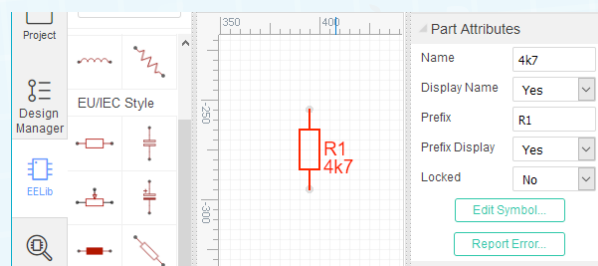 Project
Design
Manager
EELib
EU/IEC Style
350
400
-250
-300
R1
4k7
Part Attributes
Name
4k7
Display Name
Yes
Prefix
R1
Prefix Display
Yes
Locked
No
Edit Symbol...
Report Error...